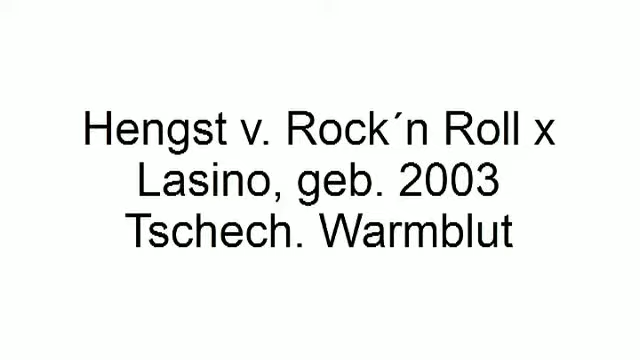 Hengst v. Rock´n Roll x
Lasino, geb. 2003
Tschech. Warmblut